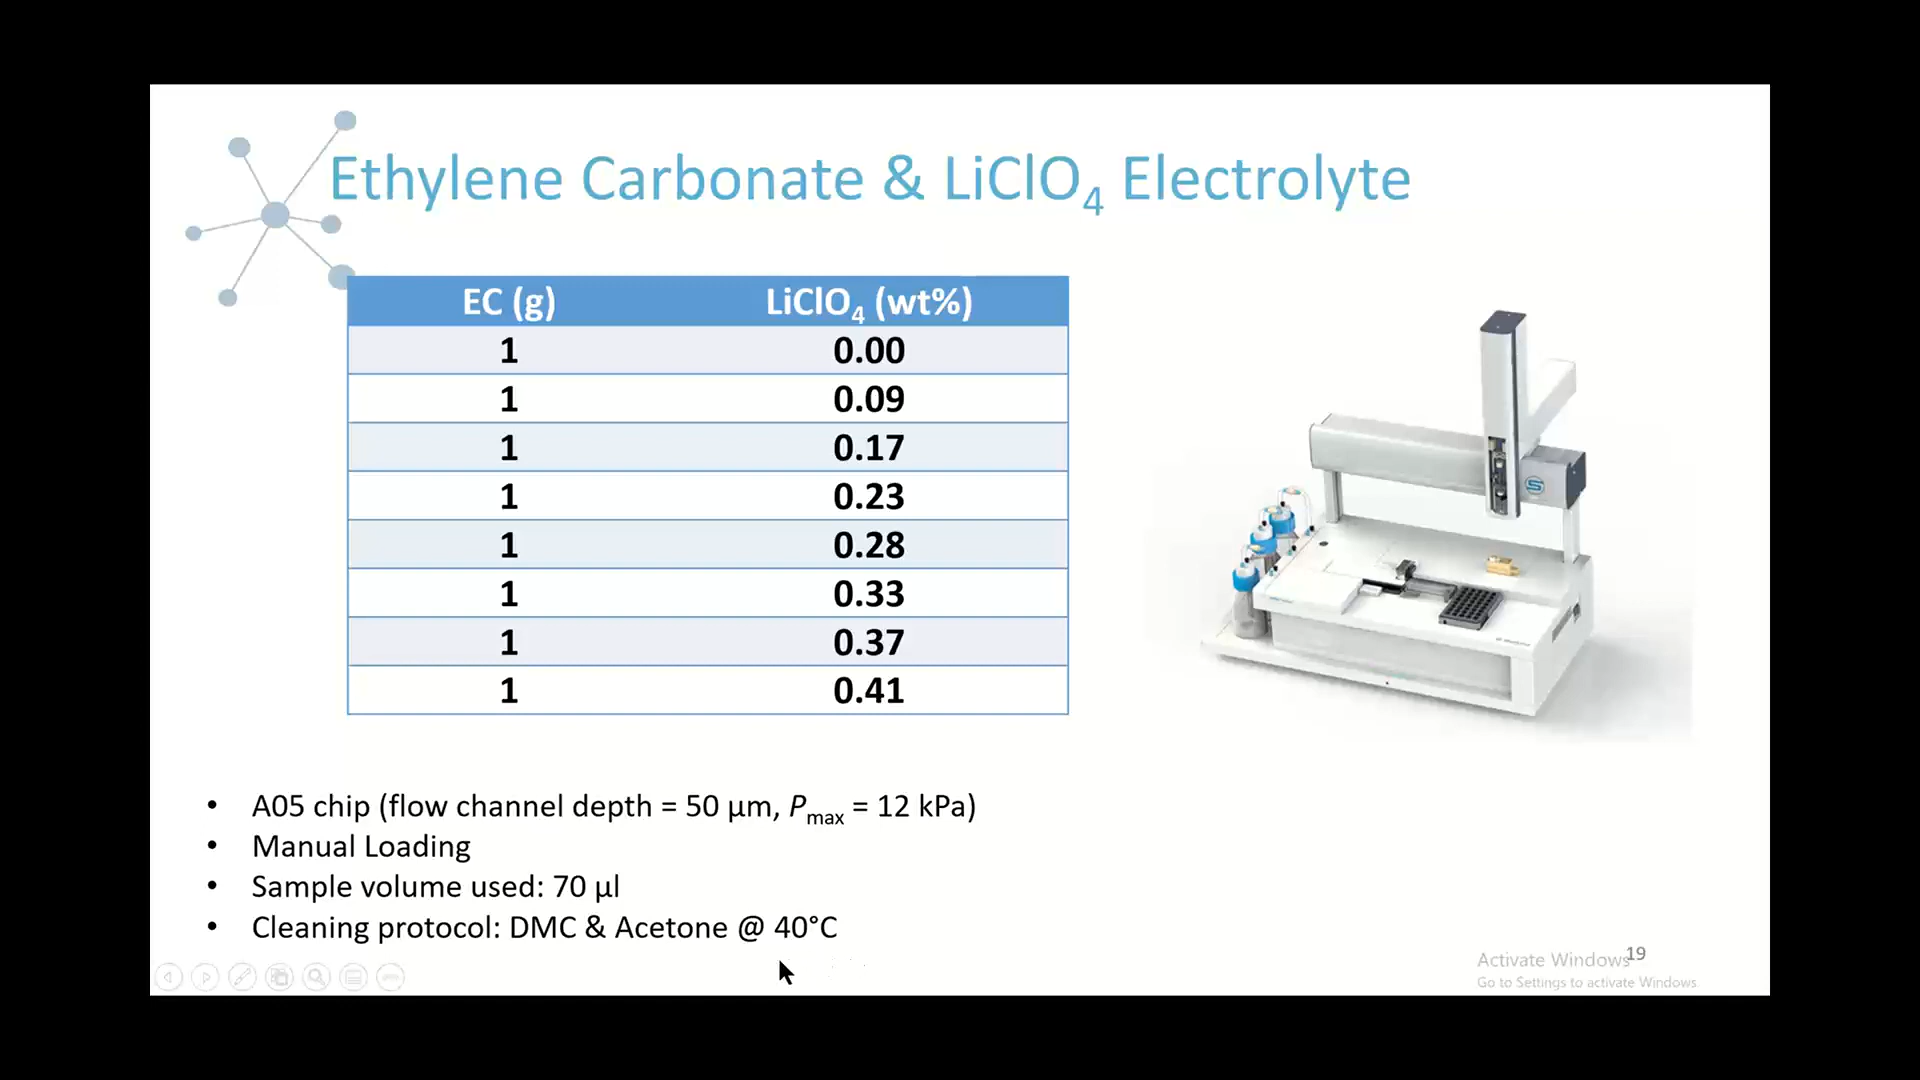 Ethylene Carbonate & LiClO4 Electrolyte
EC (g) LiClO4 (wt%)
1 0.00
1 0.09
1 0.17
1 0.23
1 0.28
1 0.33
1 0.37
1 0.41
• A05 chip (flow channel depth = 50 µm, Pmax = 12 kPa)
• Manual Loading
• Sample volume used: 70 µl
• Cleaning protocol: DMC & Acetone @ 40°C
19
Activate Windows
Go to Settings to activate Windows.